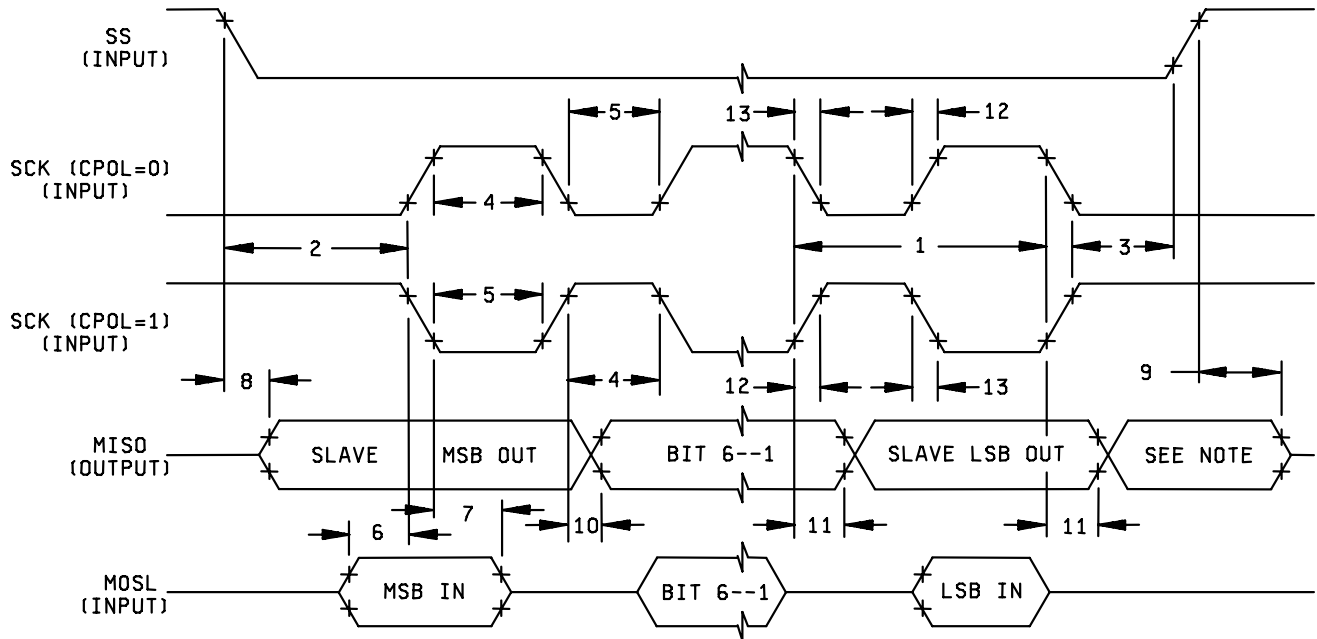 SS
(INPUT)
5
13
12
SCK (CPOL=0)
(INPUT)
4
2
1
3
5
SCK (CPOL=1)
(INPUT)
8
4
12
13
9
MISO
(OUTPUT)
SLAVE MSB OUT
BIT 6--1
SLAVE LSB OUT
SEE NOTE
7
6
10
11
11
MOSL
(INPUT)
MSB IN
BIT 6--1
LSB IN